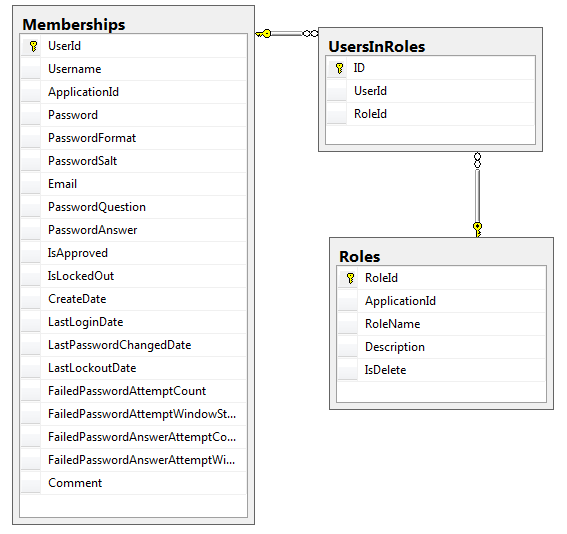 Memberships
UserId
Username
ApplicationId
Password
PasswordFormat
PasswordSalt
Email
PasswordQuestion
PasswordAnswer
IsApproved
IsLockedOut
CreateDate
LastLoginDate
LastPasswordChangedDate
LastLockoutDate
FailedPasswordAttemptCount
FailedPasswordAttemptWindowSt...
FailedPasswordAnswerAttemptCo...
FailedPasswordAnswerAttemptWi...
Comment
UsersInRoles
ID
UserId
RoleId
Roles
RoleId
ApplicationId
RoleName
Description
IsDelete